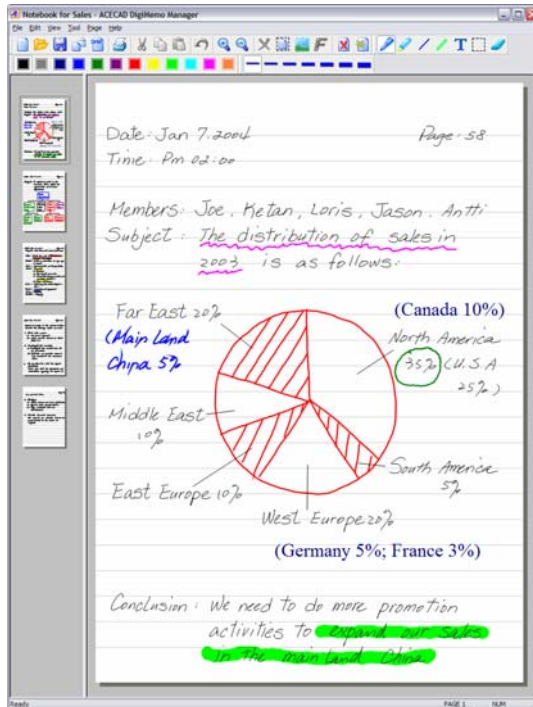 Notebook for Sales - ACECAD DigiMemo Manager
File Edit View Tool Page Help
Date: Jan 7. 2004 Page: 58
Time: Pm 02:00
Members: Joe, Ketan, Loris, Jason. Antti
Subject: The distribution of sales in
2003 is as follows:
Far East 20%
(Main Land
China 5%
(Canada 10%)
North America
35% (U.S.A
25%)
Middle East
10%
South America
5%
East Europe 10%
West Europe 20%
(Germany 5%; France 3%)
Conclusion: We need to do more promotion
activities to expand our sales
in the main land China
Ready PAGE 1 NUM